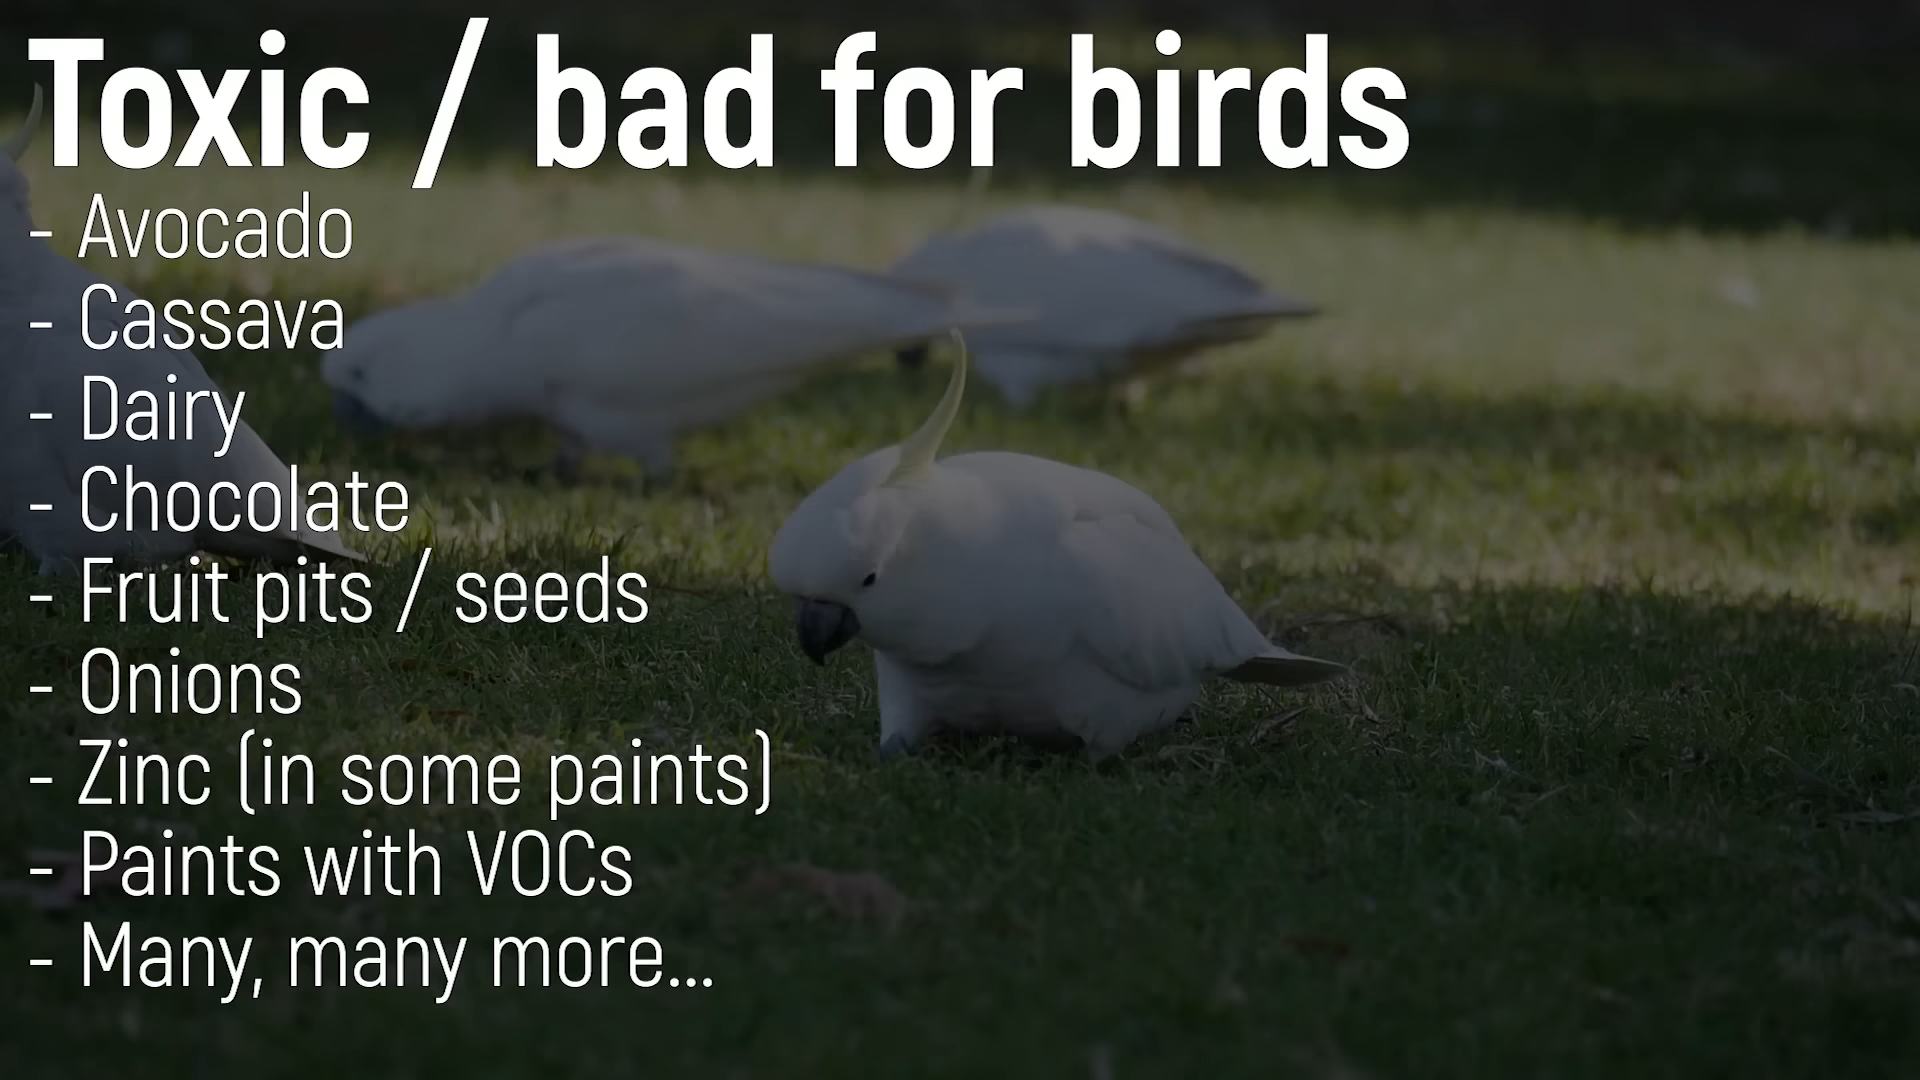 Toxic / bad for birds
- Avocado
- Cassava
- Dairy
- Chocolate
- Fruit pits / seeds
- Onions
- Zinc (in some paints)
- Paints with VOCs
- Many, many more...